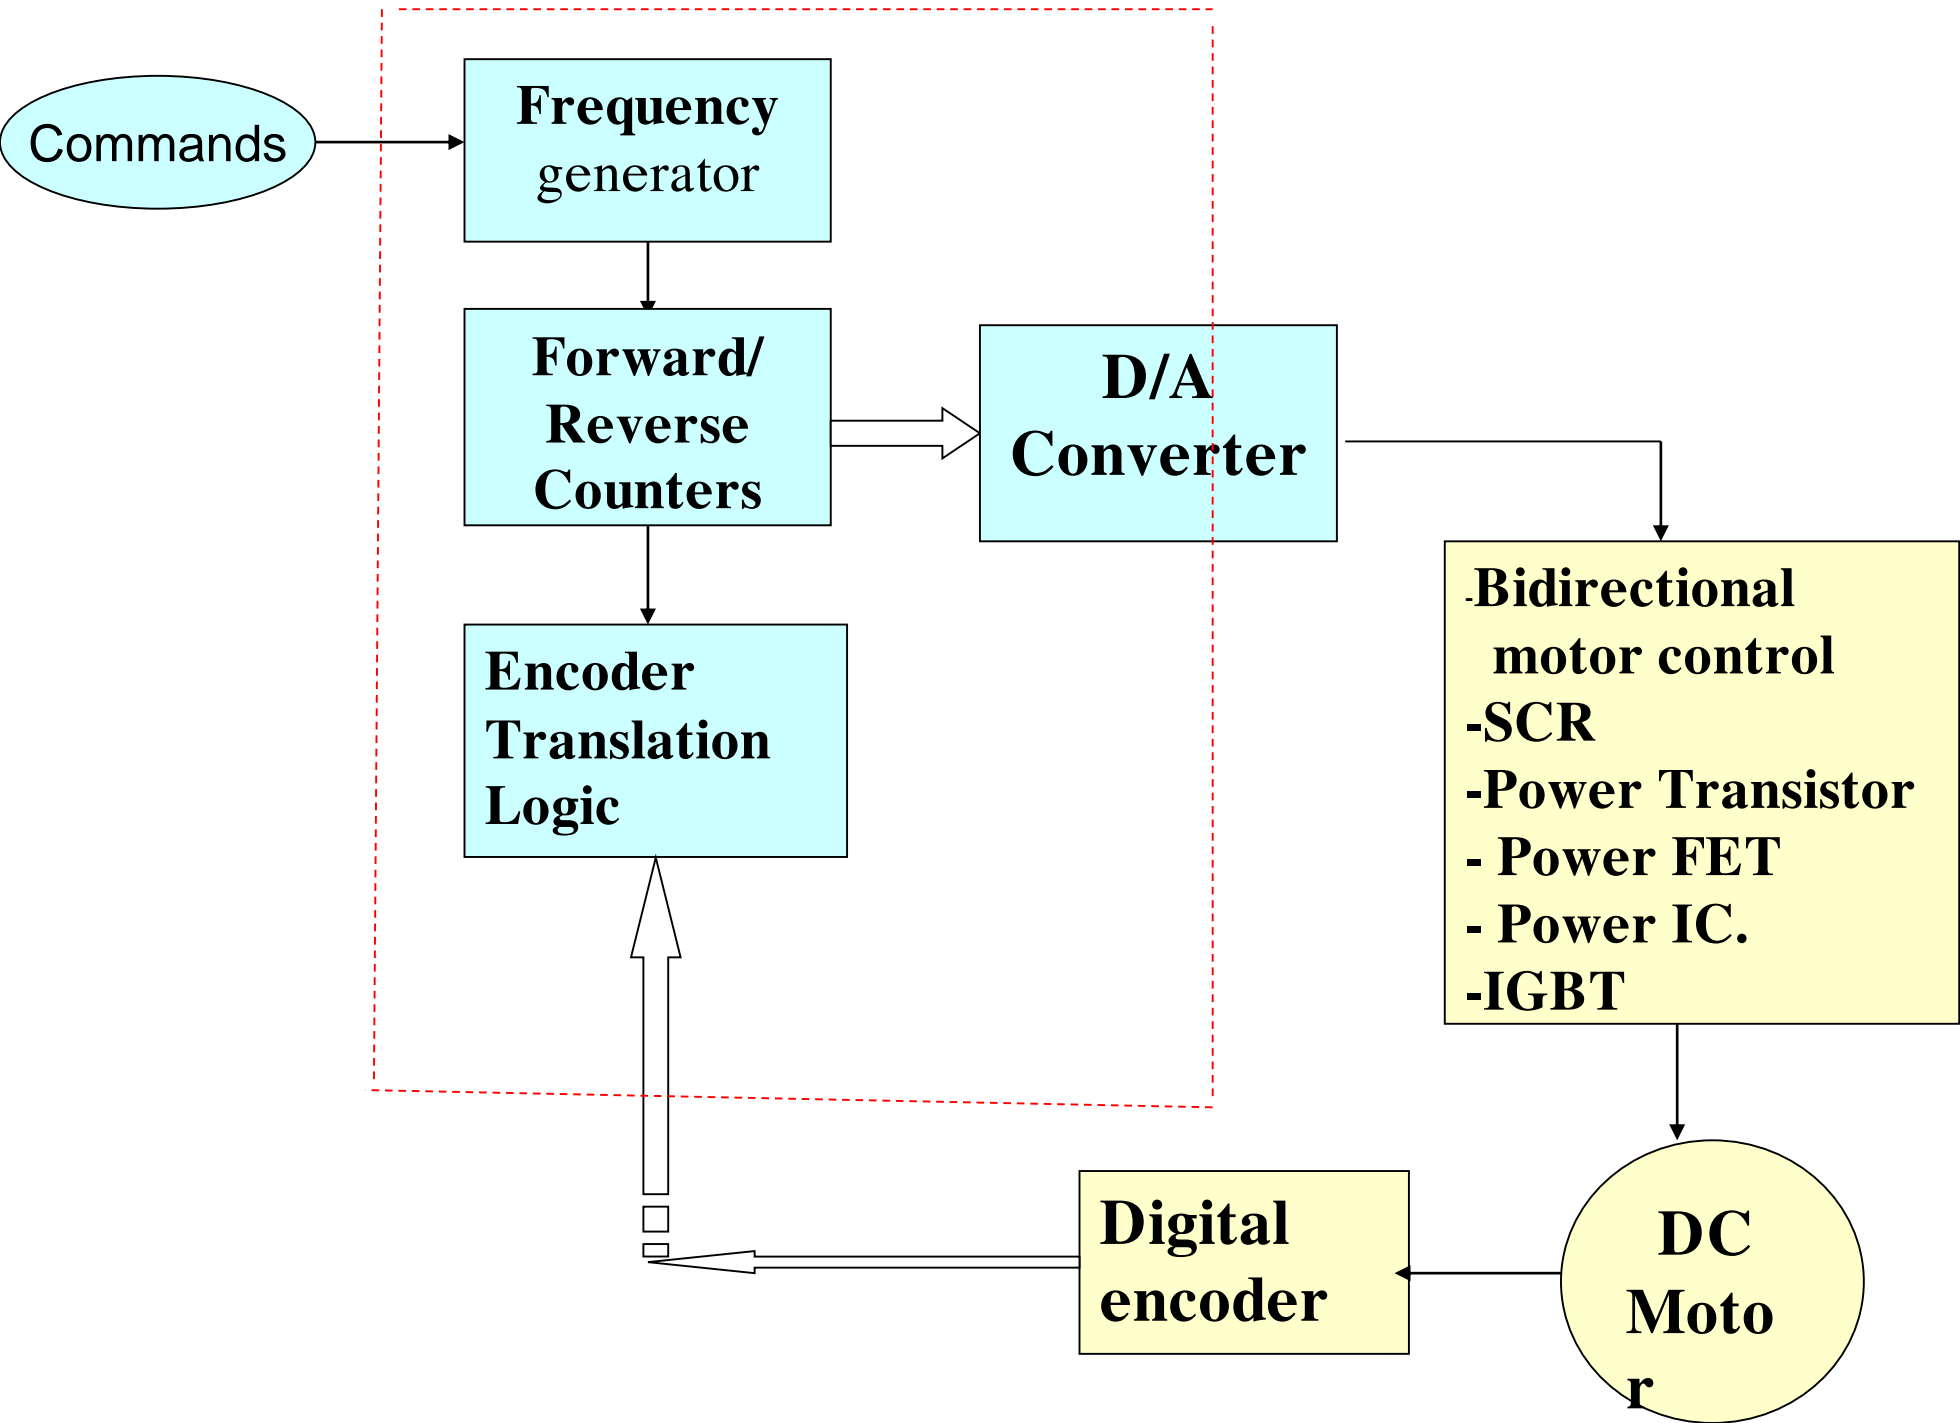 Commands
Frequency
generator
Forward/
Reverse
Counters
D/A
Converter
Encoder
Translation
Logic
-Bidirectional
motor control
-SCR
-Power Transistor
- Power FET
- Power IC.
-IGBT
Digital
encoder
DC
Moto
r